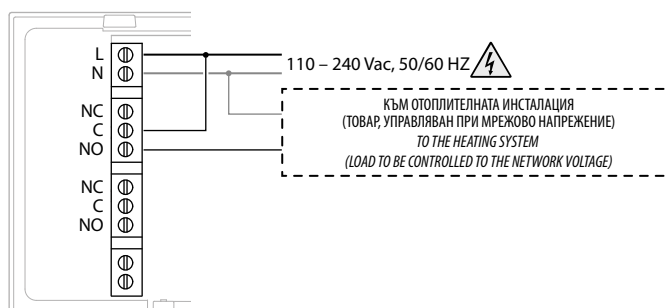 L
N
110 – 240 Vac, 50/60 HZ
NC
C
NO
КЪМ ОТОПЛИТЕЛНАТА ИНСТАЛАЦИЯ
(ТОВАР, УПРАВЛЯВАН ПРИ МРЕЖОВО НАПРЕЖЕНИЕ)
TO THE HEATING SYSTEM
(LOAD TO BE CONTROLLED TO THE NETWORK VOLTAGE)
NC
C
NO